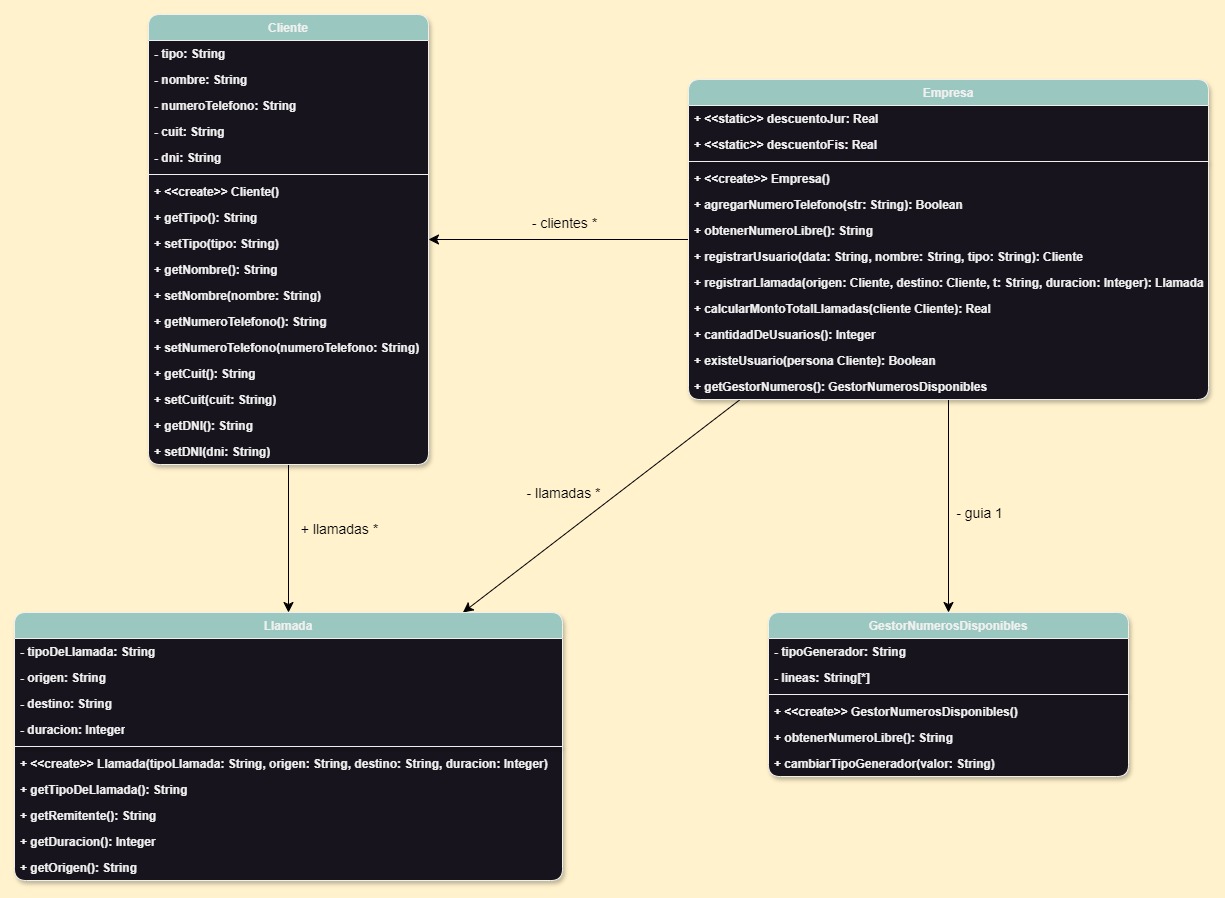 Cliente
- tipo: String
- nombre: String
- numeroTelefono: String
- cuit: String
- dni: String
+ <<create>> Cliente()
+ getTipo(): String
+ setTipo(tipo: String)
+ getNombre(): String
+ setNombre(nombre: String)
+ getNumeroTelefono(): String
+ setNumeroTelefono(numeroTelefono: String)
+ getCuit(): String
+ setCuit(cuit: String)
+ getDNI(): String
+ setDNI(dni: String)
- clientes *
Empresa
+ <<static>> descuentoJur: Real
+ <<static>> descuentoFis: Real
+ <<create>> Empresa()
+ agregarNumeroTelefono(str: String): Boolean
+ obtenerNumeroLibre(): String
+ registrarUsuario(data: String, nombre: String, tipo: String): Cliente
+ registrarLlamada(origen: Cliente, destino: Cliente, t: String, duracion: Integer): Llamada
+ calcularMontoTotalLlamadas(cliente Cliente): Real
+ cantidadDeUsuarios(): Integer
+ existeUsuario(persona Cliente): Boolean
+ getGestorNumeros(): GestorNumerosDisponibles
+ llamadas *
- llamadas *
- guia 1
Llamada
- tipoDeLlamada: String
- origen: String
- destino: String
- duracion: Integer
+ <<create>> Llamada(tipoLlamada: String, origen: String, destino: String, duracion: Integer)
+ getTipoDeLlamada(): String
+ getRemitente(): String
+ getDuracion(): Integer
+ getOrigen(): String
GestorNumerosDisponibles
- tipoGenerador: String
- lineas: String[*]
+ <<create>> GestorNumerosDisponibles()
+ obtenerNumeroLibre(): String
+ cambiarTipoGenerador(valor: String)